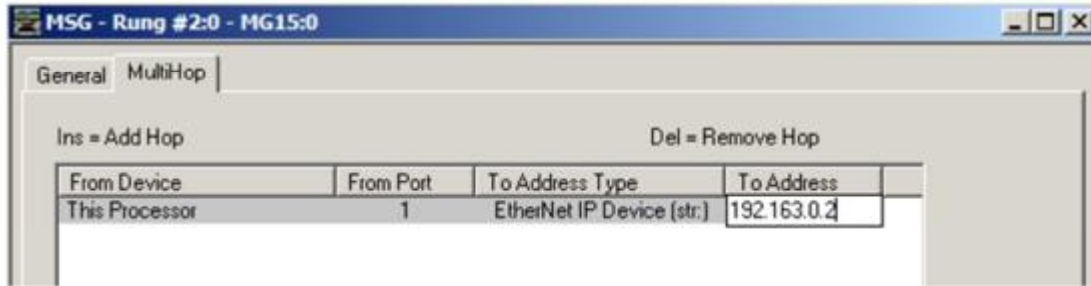 MSG - Rung #2:0 - MG15:0
General MultiHop
Ins = Add Hop Del = Remove Hop
From Device From Port To Address Type To Address
This Processor 1 EtherNet IP Device (str:) 192.163.0.2